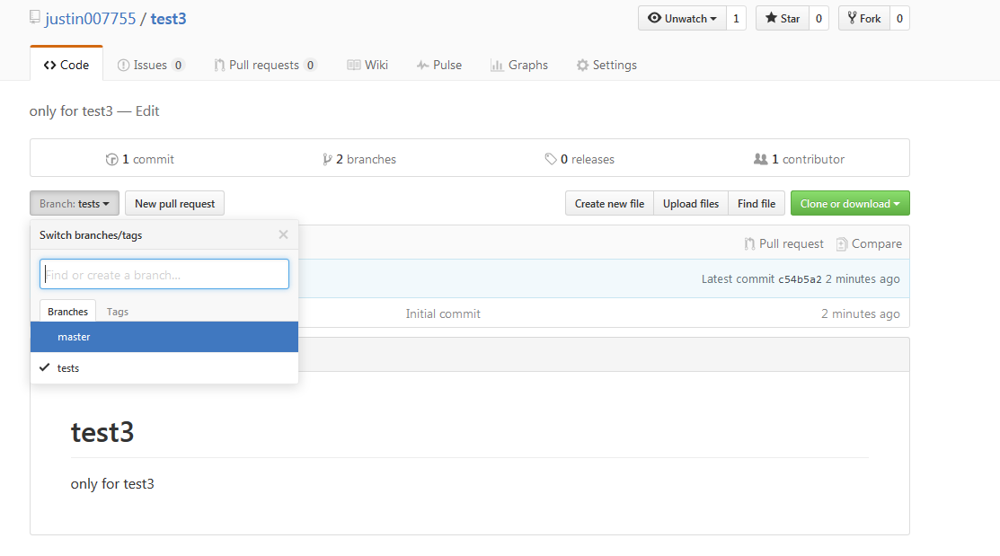 justin007755 / test3
Unwatch 1 Star 0 Fork 0
Code Issues 0 Pull requests 0 Wiki Pulse Graphs Settings
only for test3 — Edit
1 commit 2 branches 0 releases 1 contributor
Branch: tests New pull request Create new file Upload files Find file Clone or download
Switch branches/tags
Pull request Compare
Find or create a branch...
Latest commit c54b5a2 2 minutes ago
Branches Tags
Initial commit 2 minutes ago
master
tests
test3
only for test3